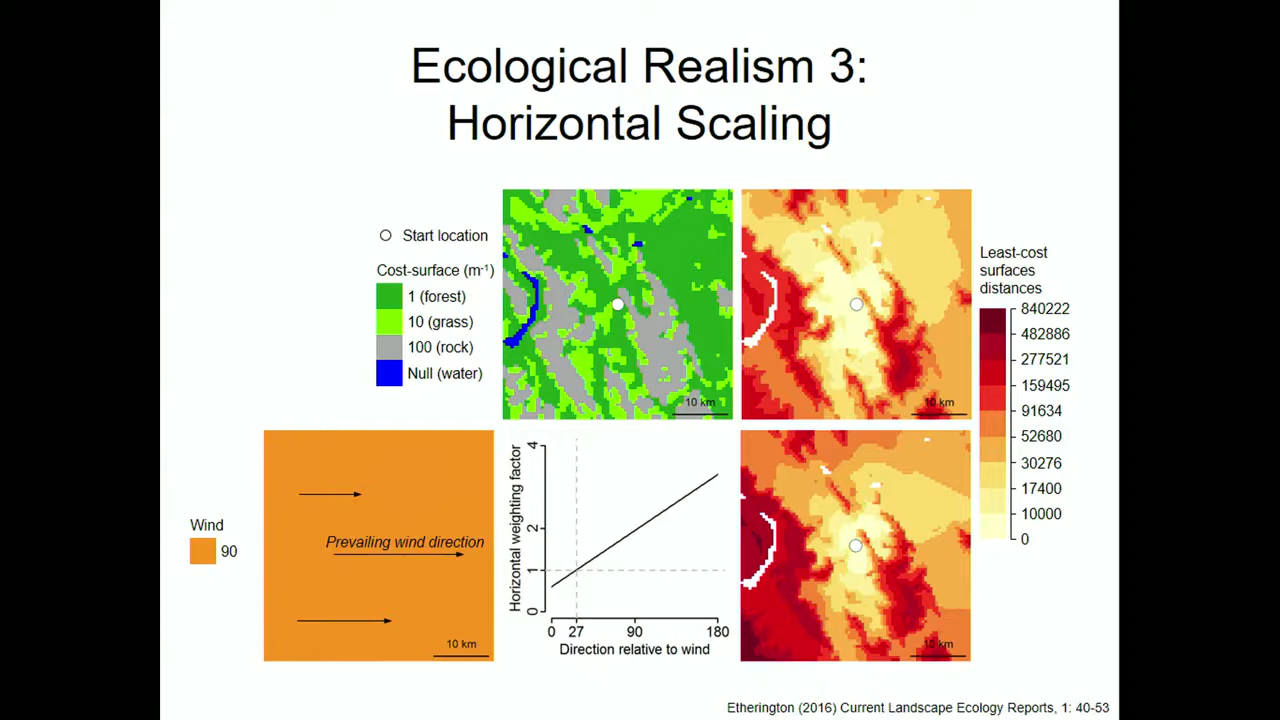 Ecological Realism 3:
Horizontal Scaling
Start location
Cost-surface (m-1)
1 (forest)
10 (grass)
100 (rock)
Null (water)
10 km
10 km
Least-cost
surfaces
distances
840222
482886
277521
159495
91634
52680
30276
17400
10000
0
Wind
90
Prevailing wind direction
10 km
Horizontal weighting factor
4
2
1
0
0 27 90 180
Direction relative to wind
10 km
Etherington (2016) Current Landscape Ecology Reports, 1: 40-53